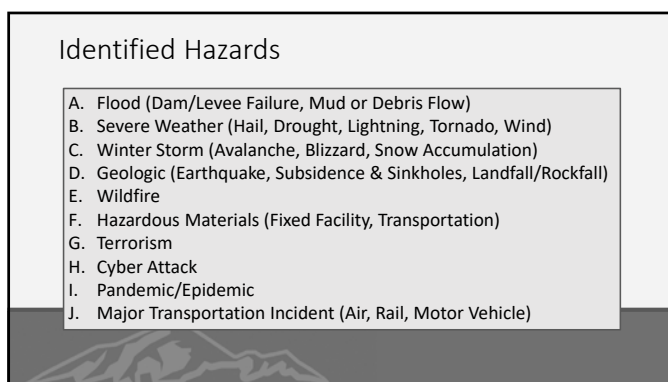 Identified Hazards
A. Flood (Dam/Levee Failure, Mud or Debris Flow)
B. Severe Weather (Hail, Drought, Lightning, Tornado, Wind)
C. Winter Storm (Avalanche, Blizzard, Snow Accumulation)
D. Geologic (Earthquake, Subsidence & Sinkholes, Landfall/Rockfall)
E. Wildfire
F. Hazardous Materials (Fixed Facility, Transportation)
G. Terrorism
H. Cyber Attack
I. Pandemic/Epidemic
J. Major Transportation Incident (Air, Rail, Motor Vehicle)